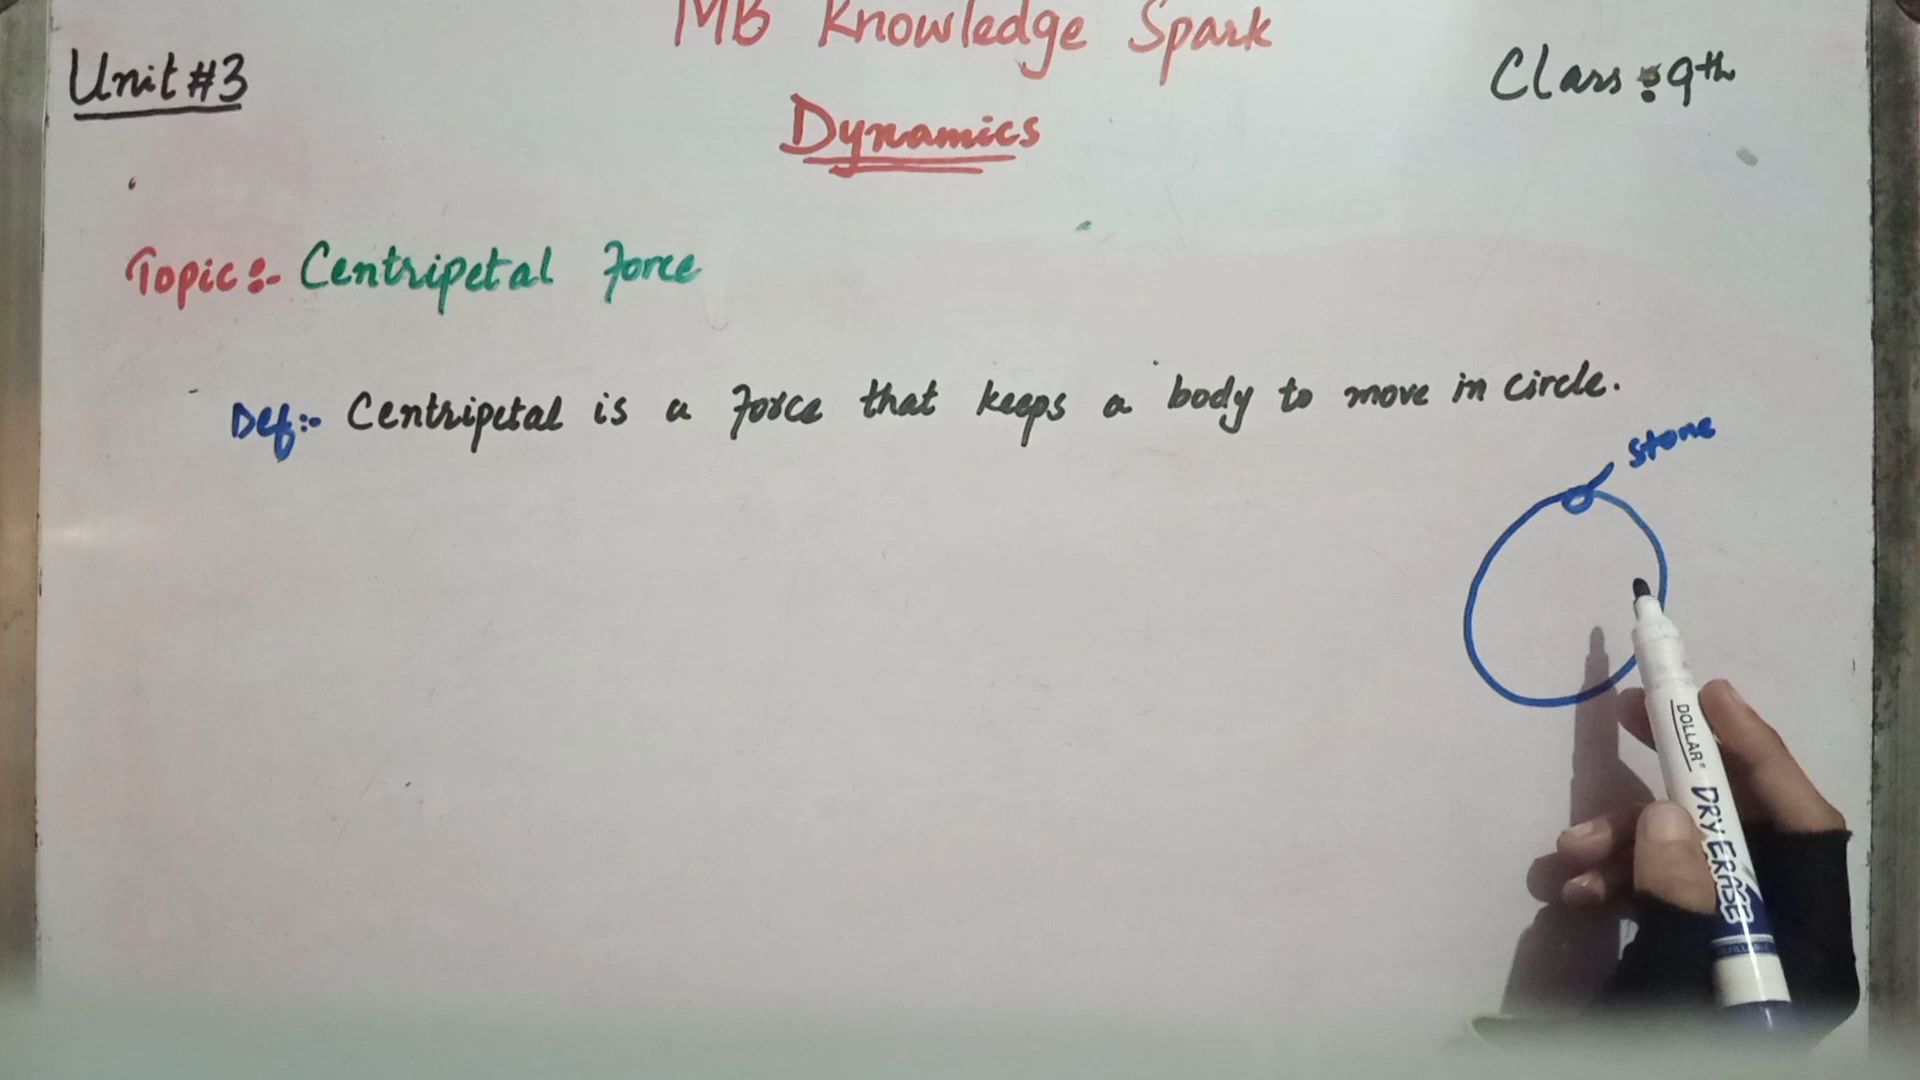 MB Knowledge Spark
Unit #3
Class : 9th
Dynamics
Topic :- Centripetal Force
Def :- Centripetal is a Force that keeps a body to move in circle.
stone
DOLLAR®
DRY ERASE